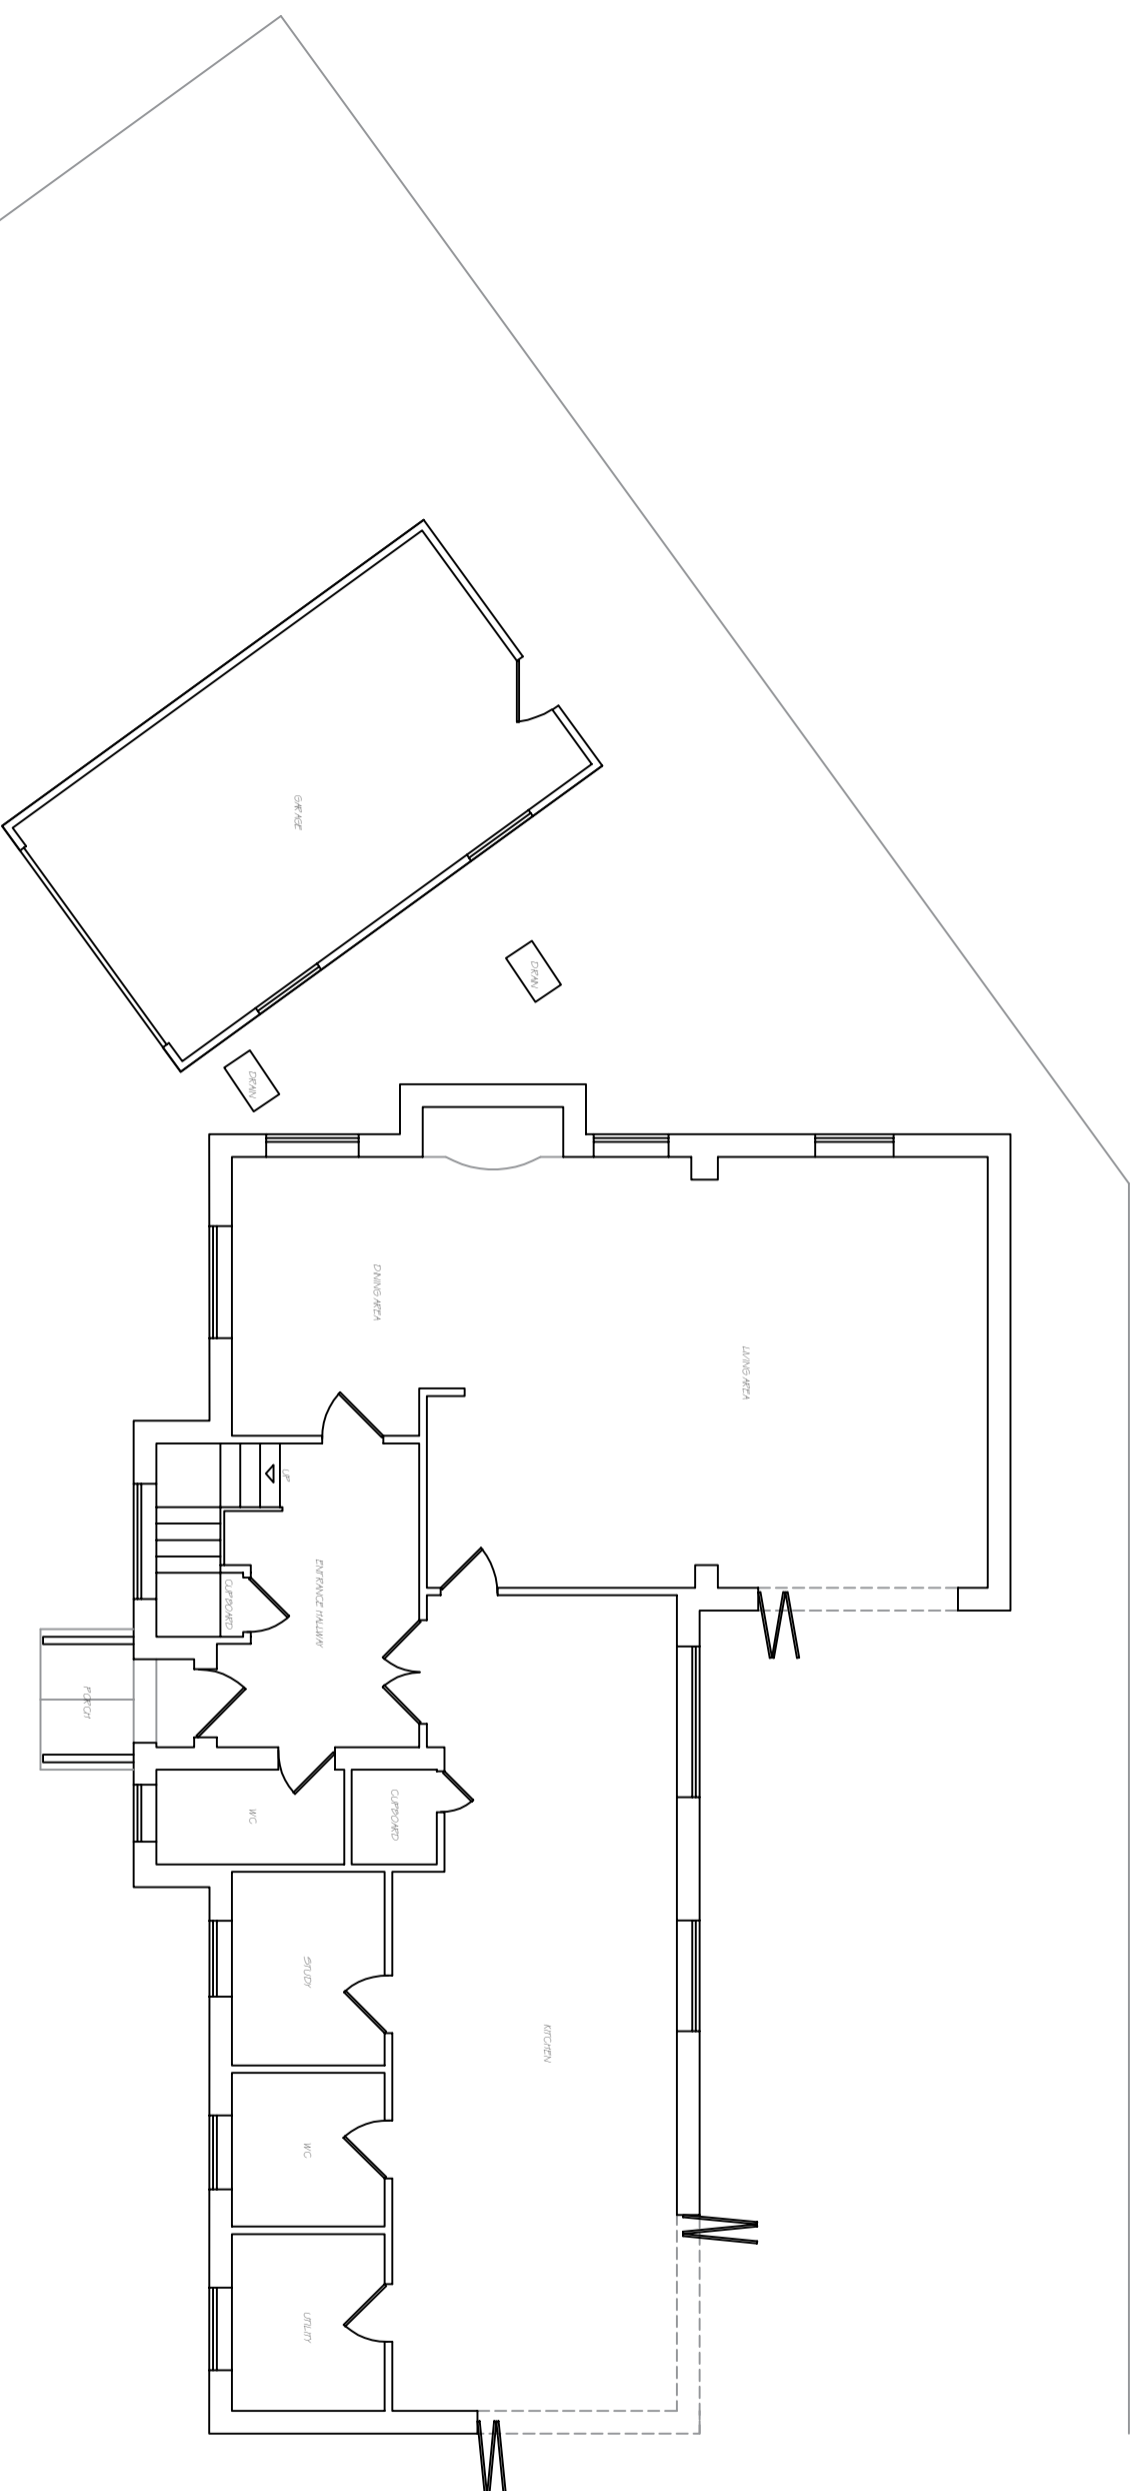 GARAGE
DRAIN
DRAIN
DINING AREA
LIVING AREA
UP
ENTRANCE HALLWAY
CUPBOARD
PORCH
WC
CUPBOARD
STUDY
KITCHEN
WC
UTILITY